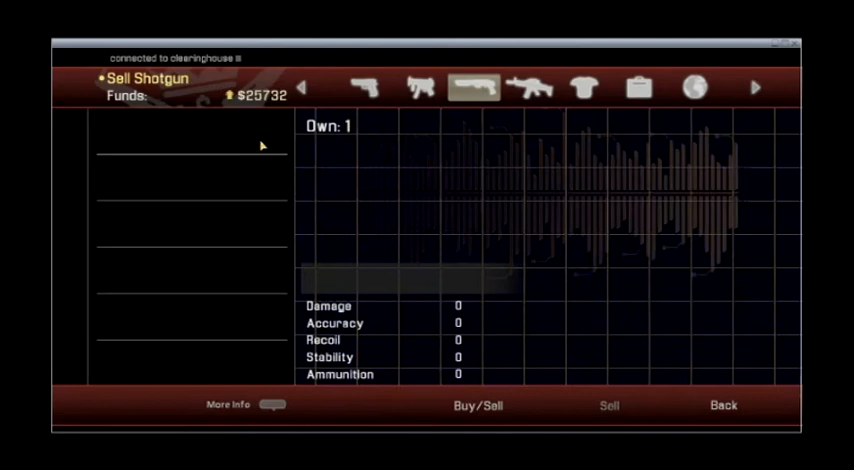 connected to clearinghouse
•Sell Shotgun
Funds: $25732
Own: 1
Damage 0
Accuracy 0
Recoil 0
Stability 0
Ammunition 0
More Info Buy/Sell Sell Back